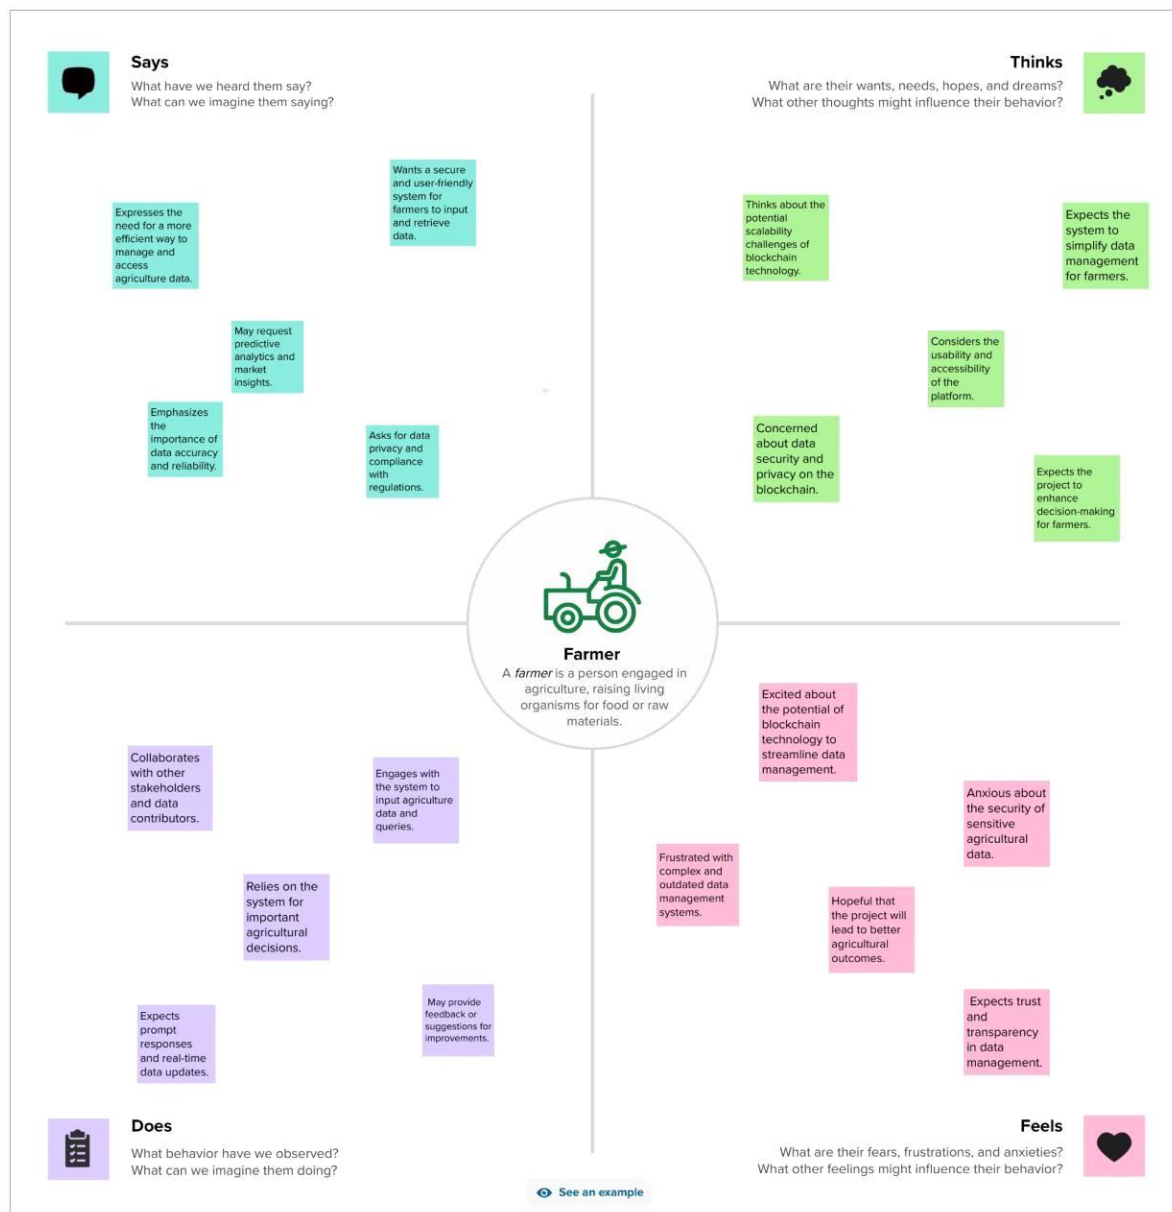 Says
What have we heard them say?
What can we imagine them saying?
Thinks
What are their wants, needs, hopes, and dreams?
What other thoughts might influence their behavior?
Wants a secure
and user-friendly
system for
farmers to input
and retrieve
data.
Expresses the
need for a more
efficient way to
manage and
access
agriculture data.
May request
predictive
analytics and
market
insights.
Emphasizes
the
importance of
data accuracy
and reliability.
Asks for data
privacy and
compliance
with
regulations.
Thinks about the
potential
scalability
challenges of
blockchain
technology.
Expects the
system to
simplify data
management
for farmers.
Considers the
usability and
accessibility
of the
platform.
Concerned
about data
security and
privacy on the
blockchain.
Expects the
project to
enhance
decision-making
for farmers.
Farmer
A farmer is a person engaged in
agriculture, raising living
organisms for food or raw
materials.
Collaborates
with other
stakeholders
and data
contributors.
Engages with
the system to
input agriculture
data and
queries.
Relies on the
system for
important
agricultural
decisions.
Expects
prompt
responses
and real-time
data updates.
May provide
feedback or
suggestions for
improvements.
Excited about
the potential of
blockchain
technology to
streamline data
management.
Anxious about
the security of
sensitive
agricultural
data.
Frustrated with
complex and
outdated data
management
systems.
Hopeful that
the project will
lead to better
agricultural
outcomes.
Expects trust
and
transparency
in data
management.
Does
What behavior have we observed?
What can we imagine them doing?
Feels
What are their fears, frustrations, and anxieties?
What other feelings might influence their behavior?
See an example